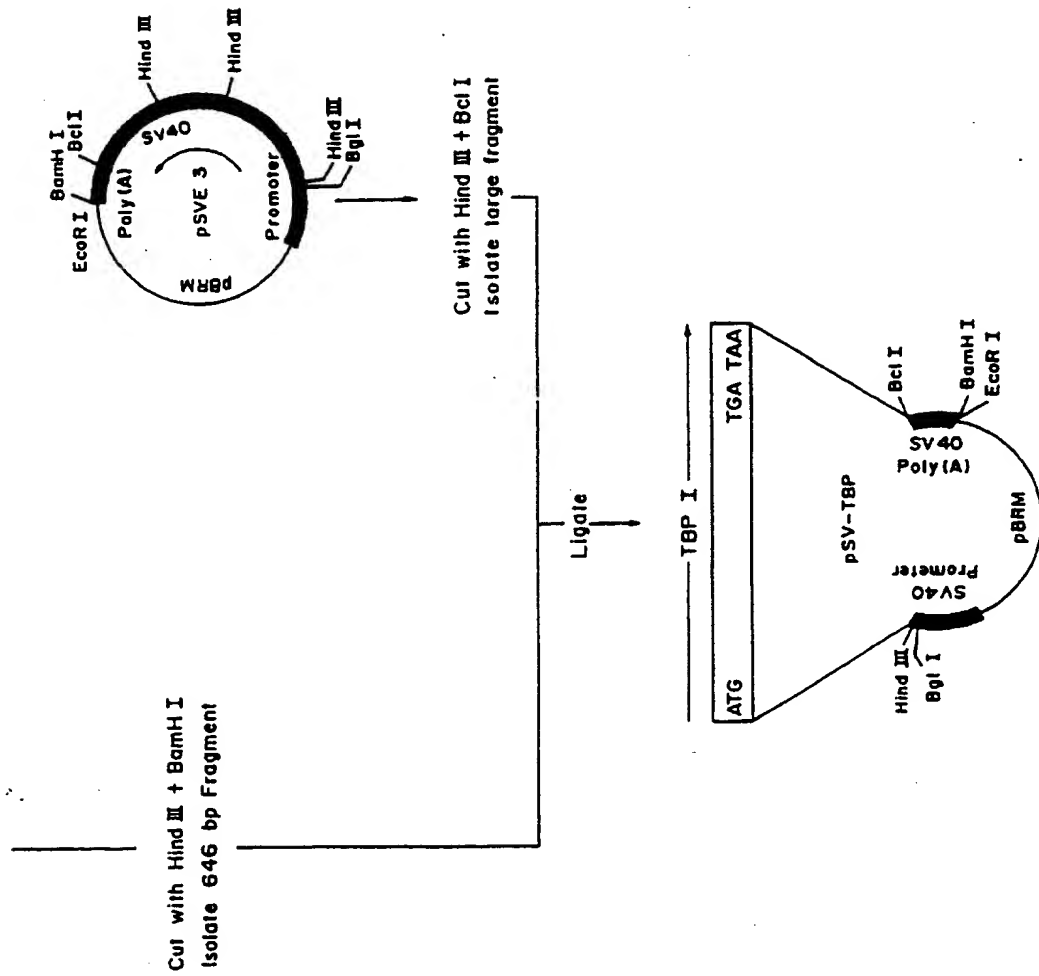 Cut with Hind III + BamH I
Isolate 646 bp Fragment
EcoR I
BamH I
Bcl I
Hind III
Hind III
Hind III
Bgl I
Poly(A)
SV40
pSVE 3
Promoter
pBRM
Cut with Hind III + Bcl I
Isolate large fragment
Ligate
TBP I
ATG
TGA TAA
pSV-TBP
Hind III
Bgl I
SV40
Promoter
Bcl I
SV40
Poly(A)
BamH I
EcoR I
pBRM